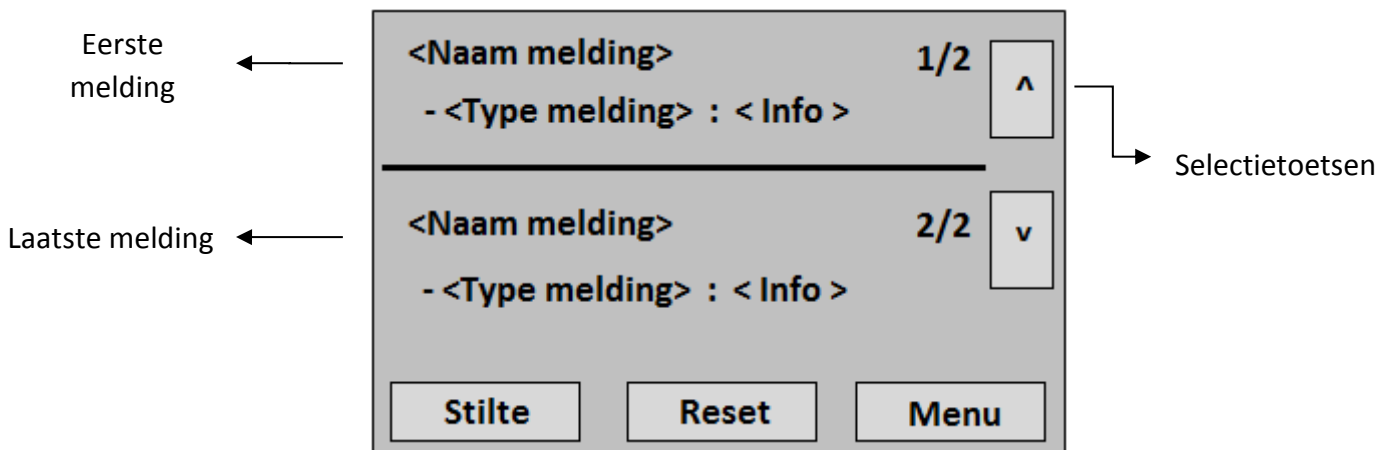 Eerste
melding
<Naam melding> 1/2
^
- <Type melding> : < Info >
Selectietoetsen
Laatste melding
<Naam melding> 2/2
v
- <Type melding> : < Info >
Stilte Reset Menu